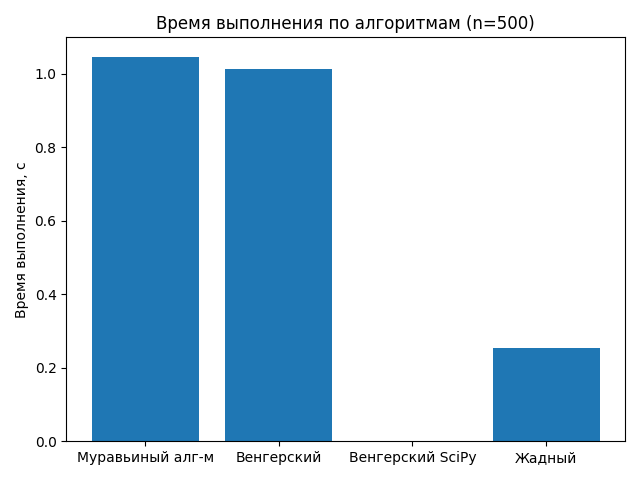 Время выполнения по алгоритмам (n=500)
1.0
0.8
0.6
0.4
0.2
0.0
Время выполнения, с
Муравьиный алг-м Венгерский Венгерский SciPy Жадный